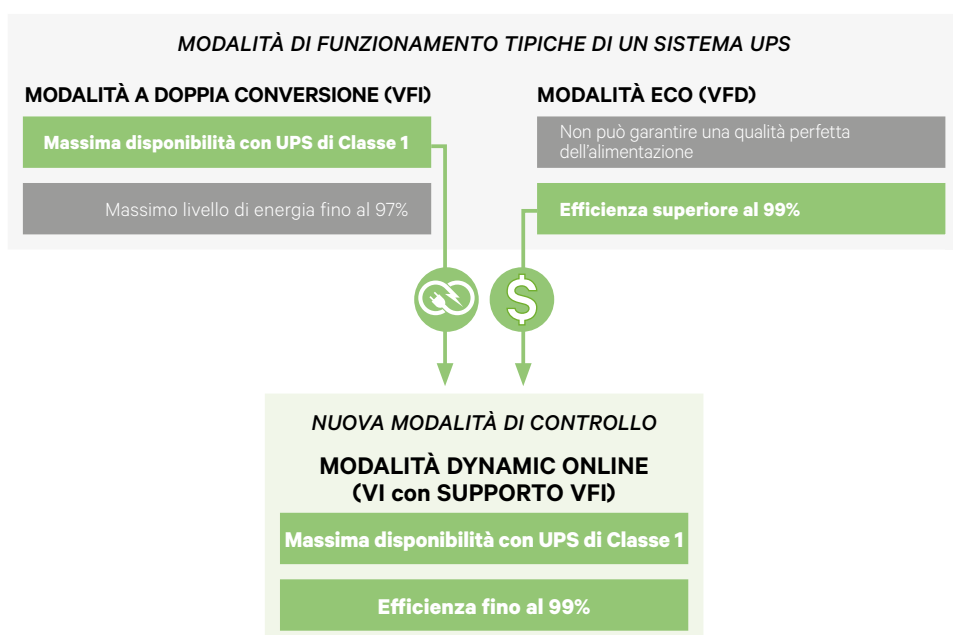 MODALITÀ DI FUNZIONAMENTO TIPICHE DI UN SISTEMA UPS
MODALITÀ A DOPPIA CONVERSIONE (VFI)
Massima disponibilità con UPS di Classe 1
Massimo livello di energia fino al 97%
MODALITÀ ECO (VFD)
Non può garantire una qualità perfetta
dell'alimentazione
Efficienza superiore al 99%
$
NUOVA MODALITÀ DI CONTROLLO
MODALITÀ DYNAMIC ONLINE
(VI con SUPPORTO VFI)
Massima disponibilità con UPS di Classe 1
Efficienza fino al 99%